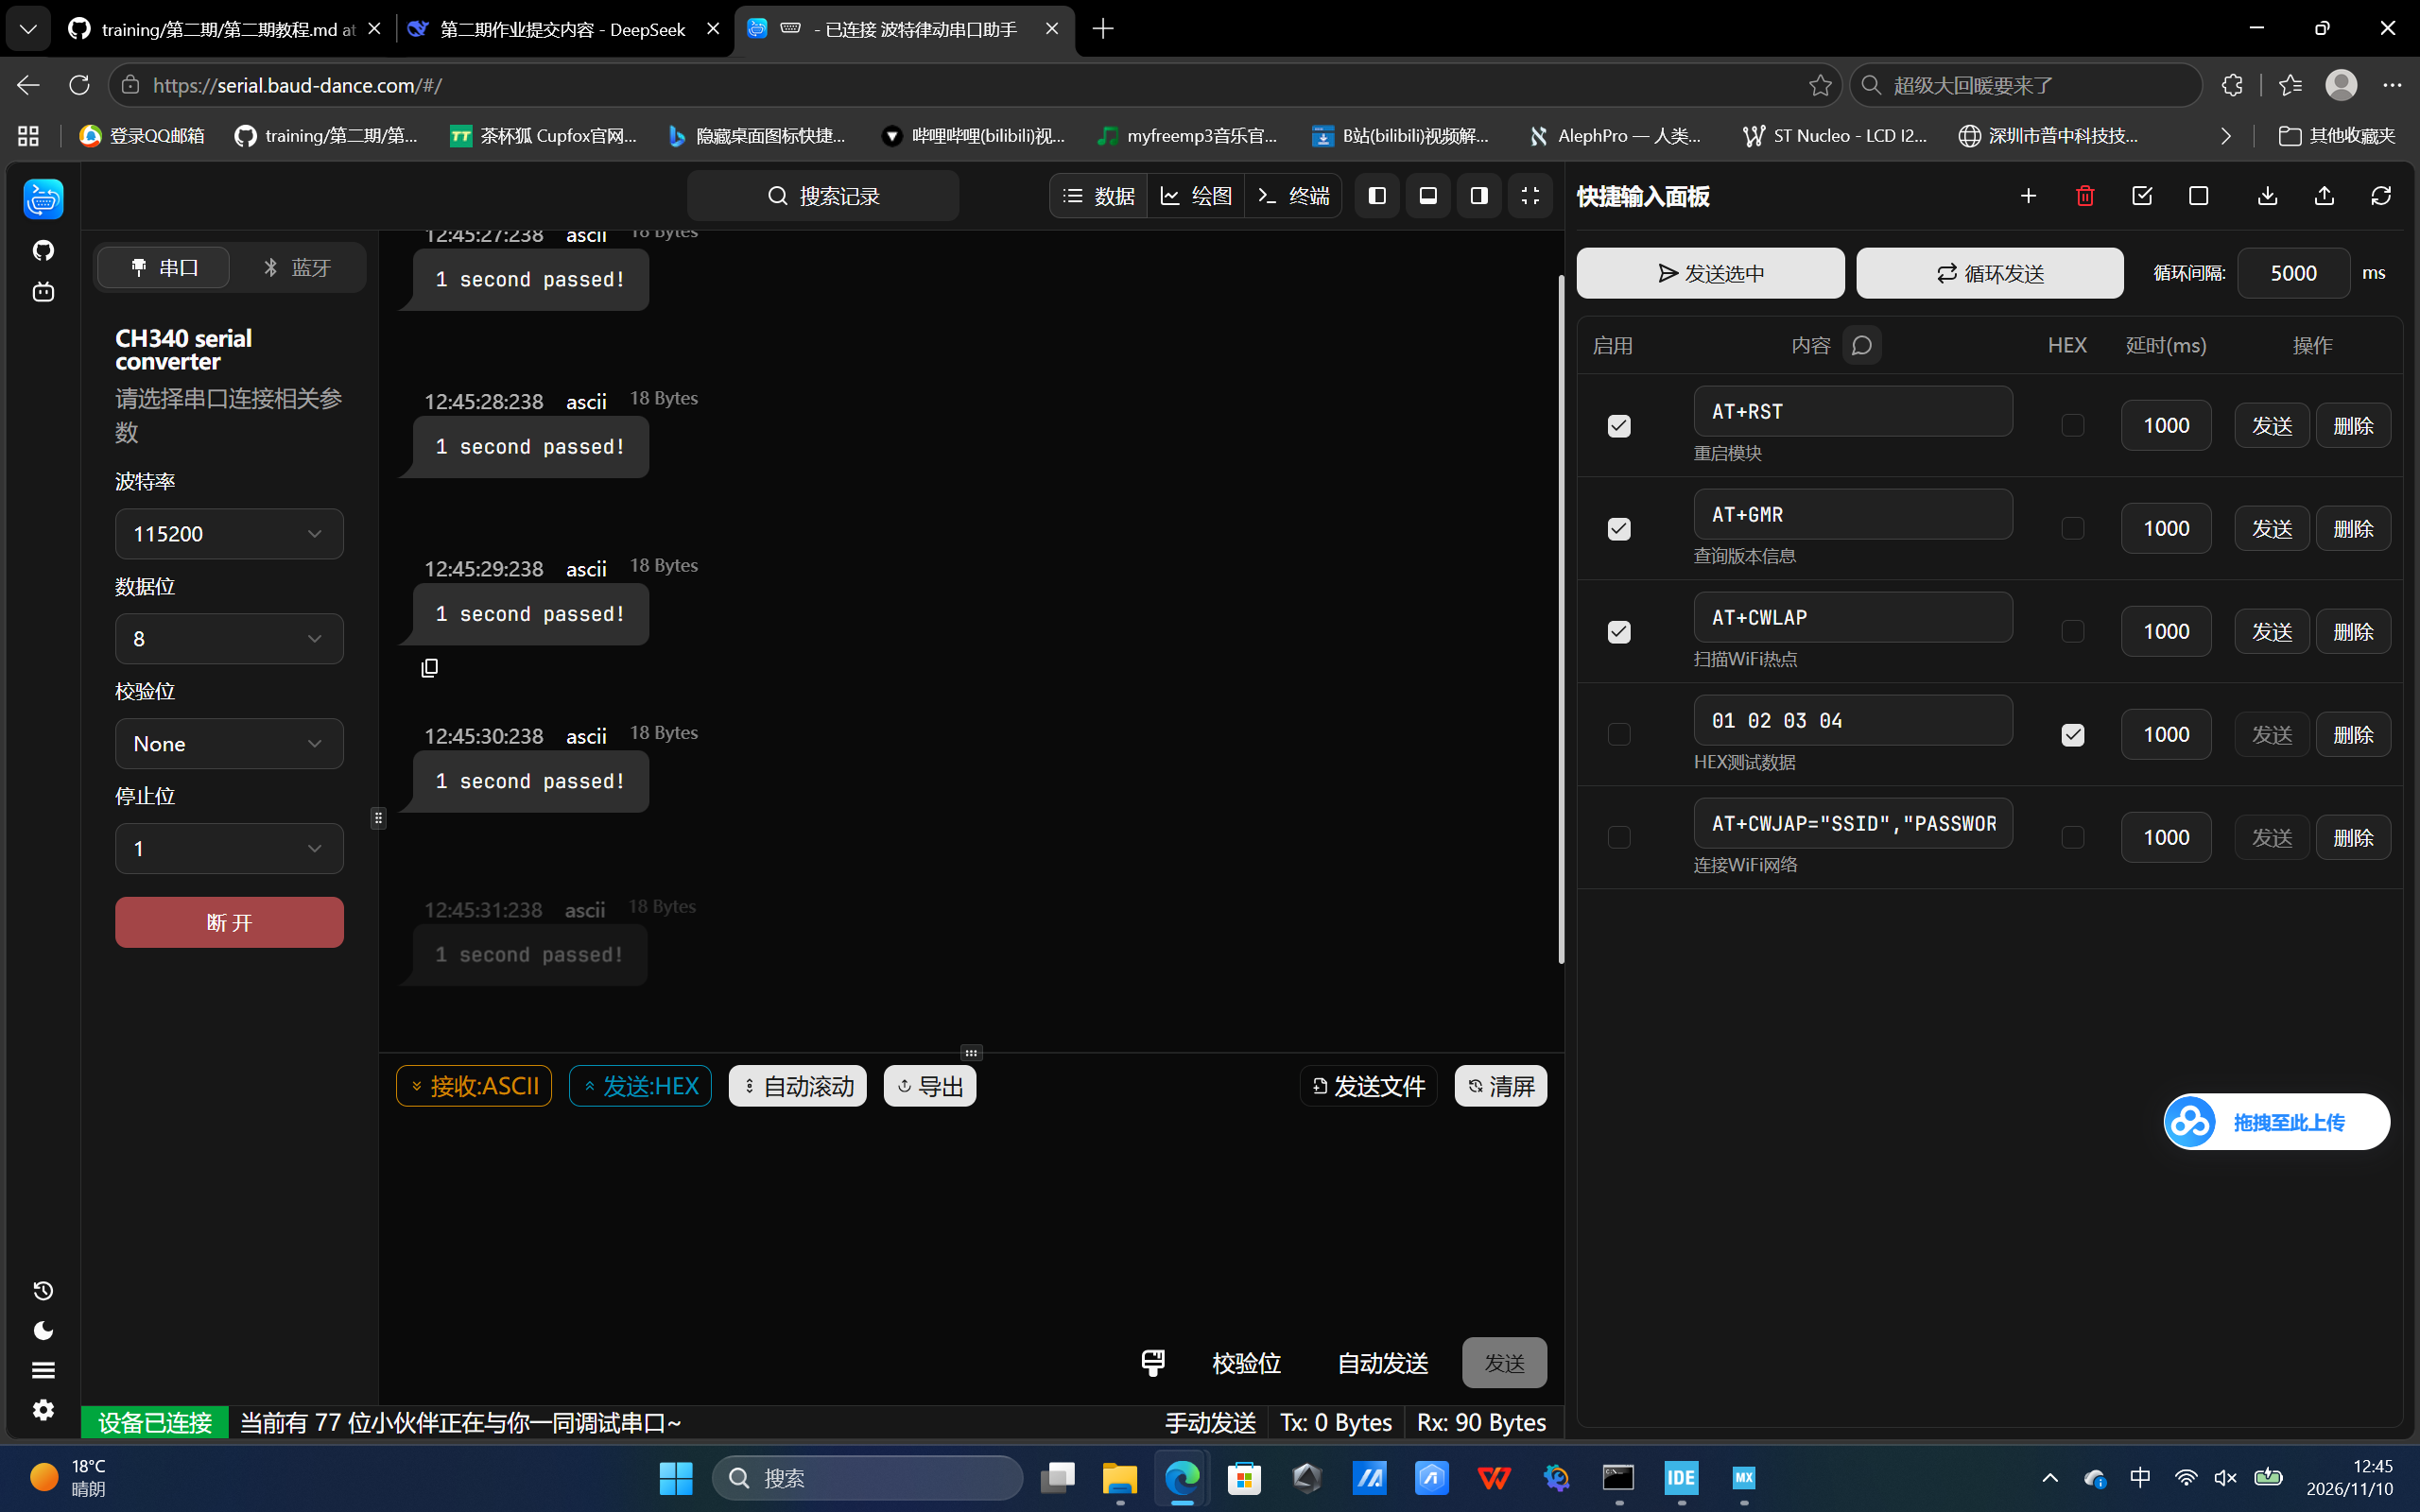 training/第二期/第二期教程.md at
第二期作业提交内容 - DeepSeek
- 已连接 波特律动串口助手
https://serial.baud-dance.com/#/
超级大回暖要来了
登录QQ邮箱
training/第二期/第...
茶杯狐 Cupfox官网...
隐藏桌面图标快捷...
哔哩哔哩(bilibili)视...
myfreemp3音乐官...
B站(bilibili)视频解...
AlephPro — 人类...
ST Nucleo - LCD I2...
深圳市普中科技技...
其他收藏夹
搜索记录
数据
绘图
终端
快捷输入面板
串口
蓝牙
CH340 serial
converter
请选择串口连接相关参
数
波特率
115200
数据位
8
校验位
None
停止位
1
断 开
12:45:27:238 ascii 18 Bytes
1 second passed!
12:45:28:238 ascii 18 Bytes
1 second passed!
12:45:29:238 ascii 18 Bytes
1 second passed!
12:45:30:238 ascii 18 Bytes
1 second passed!
12:45:31:238 ascii 18 Bytes
1 second passed!
接收:ASCII
发送:HEX
自动滚动
导出
发送文件
清屏
校验位
自动发送
发送
设备已连接
当前有 77 位小伙伴正在与你一同调试串口~
手动发送
Tx: 0 Bytes
Rx: 90 Bytes
发送选中
循环发送
循环间隔:
5000
ms
启用
内容
HEX
延时(ms)
操作
AT+RST
重启模块
1000
发送
删除
AT+GMR
查询版本信息
1000
发送
删除
AT+CWLAP
扫描WiFi热点
1000
发送
删除
01 02 03 04
HEX测试数据
1000
发送
删除
AT+CWJAP="SSID","PASSWOR
连接WiFi网络
1000
发送
删除
拖拽至此上传
18°C
晴朗
搜索
IDE
MX
中
12:45
2026/11/10